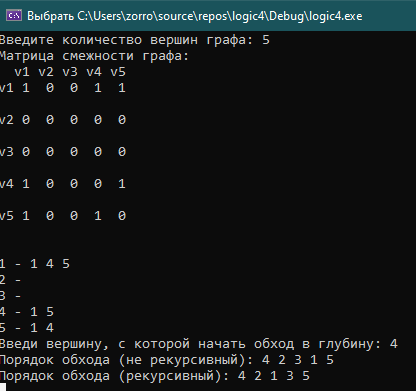 Выбрать C:\Users\zorro\source\repos\logic4\Debug\logic4.exe
Введите количество вершин графа: 5
Матрица смежности графа:
v1 v2 v3 v4 v5
v1 1 0 0 1 1
v2 0 0 0 0 0
v3 0 0 0 0 0
v4 1 0 0 0 1
v5 1 0 0 1 0
1 - 1 4 5
2 -
3 -
4 - 1 5
5 - 1 4
Введи вершину, с которой начать обход в глубину: 4
Порядок обхода (не рекурсивный): 4 2 3 1 5
Порядок обхода (рекурсивный): 4 2 1 3 5